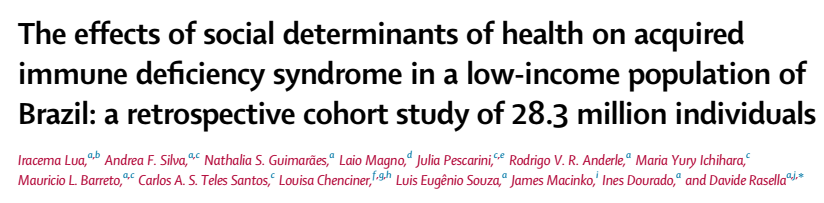 The effects of social determinants of health on acquired
immune deficiency syndrome in a low-income population of
Brazil: a retrospective cohort study of 28.3 million individuals
Iracema Lua,a,b Andrea F. Silva,a,c Nathalia S. Guimarães,a Laio Magno,d Julia Pescarini,c,e Rodrigo V. R. Anderle,a Maria Yury Ichihara,c
Mauricio L. Barreto,a,c Carlos A. S. Teles Santos,c Louisa Chenciner,f,g,h Luis Eugênio Souza,a James Macinko,i Ines Dourado,a and Davide Rasellaa,j,*